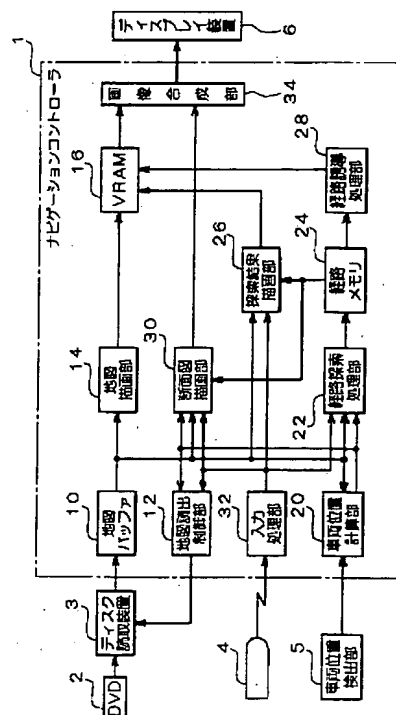 1
ナビゲーションコントローラ
ディスプレイ装置
6
画像合成部
34
VRAM
16
経路誘導
処理部
28
探索結果
描画部
26
経路
メモリ
24
地図
描画部
14
断面図
描画部
30
経路探索
処理部
22
地図
バッファ
10
地図読出
制御部
12
入力
処理部
32
車両位置
計算部
20
ディスク
読取装置
3
DVD
2
4
車両位置
検出部
5